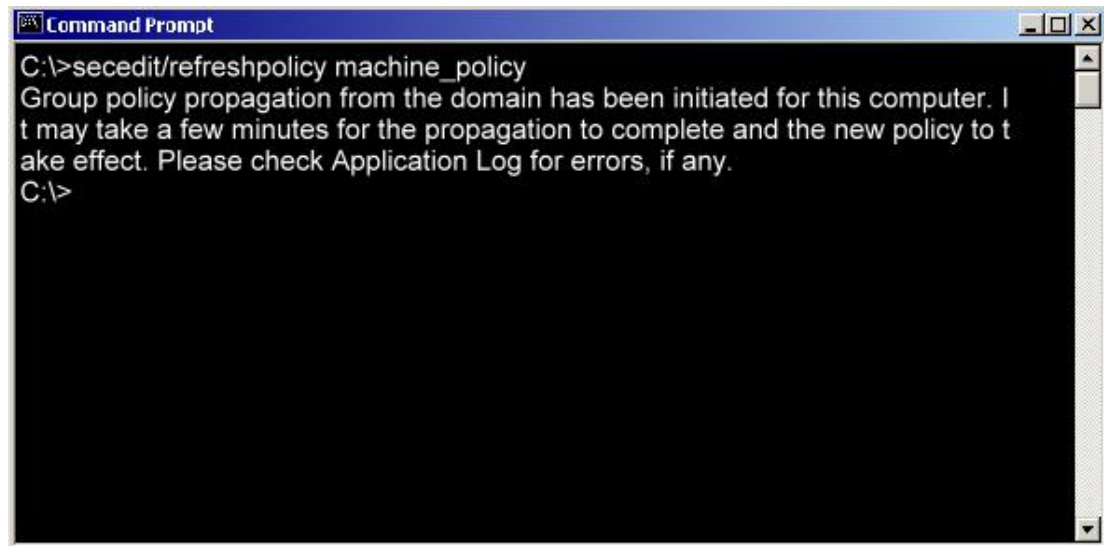 Command Prompt
C:\>secedit/refreshpolicy machine_policy
Group policy propagation from the domain has been initiated for this computer. I
t may take a few minutes for the propagation to complete and the new policy to t
ake effect. Please check Application Log for errors, if any.
C:\>